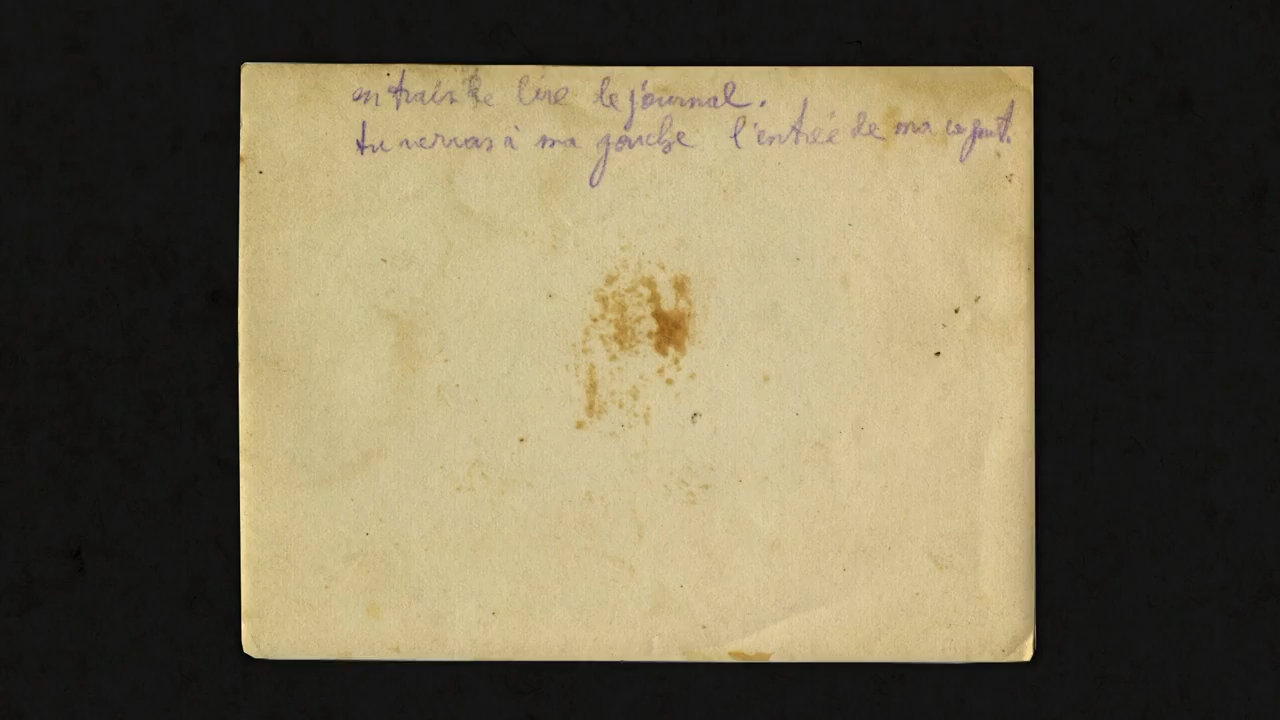 en train de lire le journal.
tu verras à ma gauche l'entrée de ma